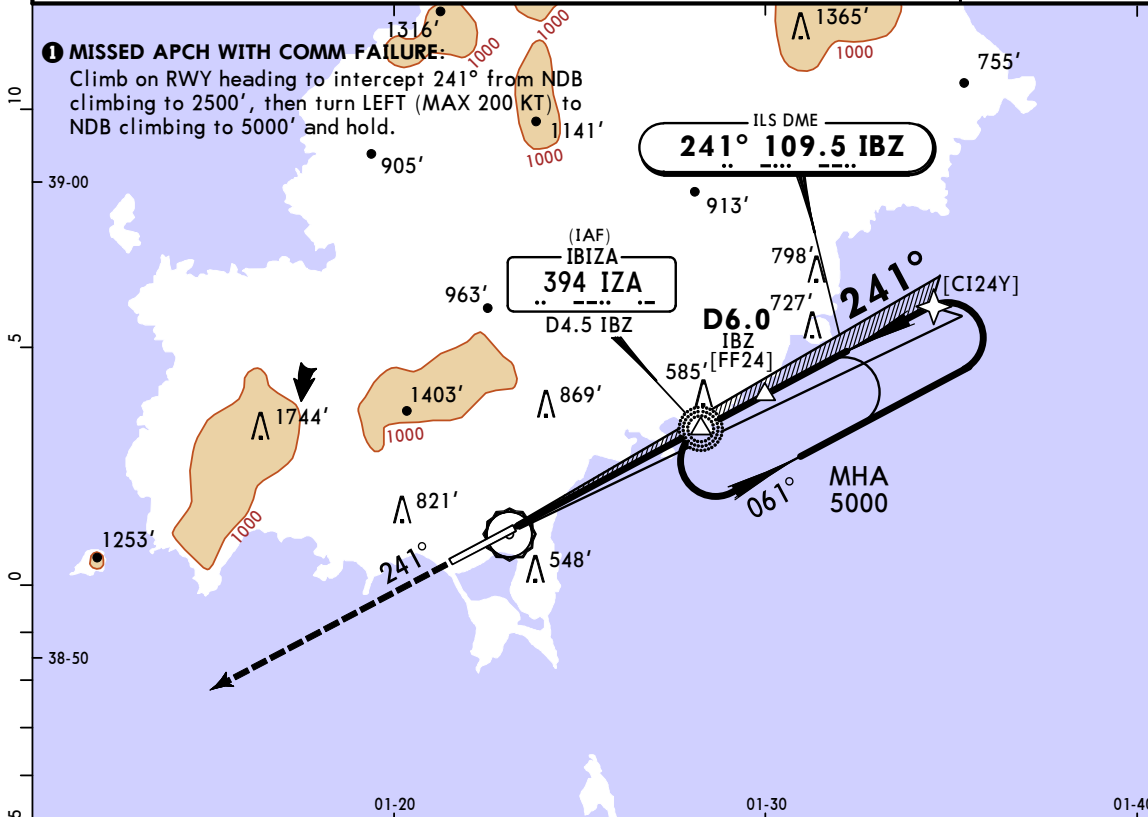 1316'
1000
1000
1365'
1000
755'
❶ MISSED APCH WITH COMM FAILURE:
Climb on RWY heading to intercept 241° from NDB
climbing to 2500', then turn LEFT (MAX 200 KT) to
NDB climbing to 5000' and hold.
10
1141'
1000
905'
39-00
ILS DME
241° 109.5 IBZ
913'
(IAF)
IBIZA
394 IZA
D4.5 IBZ
963'
798'
727'
241°
[CI24Y]
D6.0
IBZ
[FF24]
585'
5
1403'
1000
869'
1744'
1000
821'
1253'
241°
548'
061°
MHA
5000
0
38-50
5
01-20
01-30
01-40